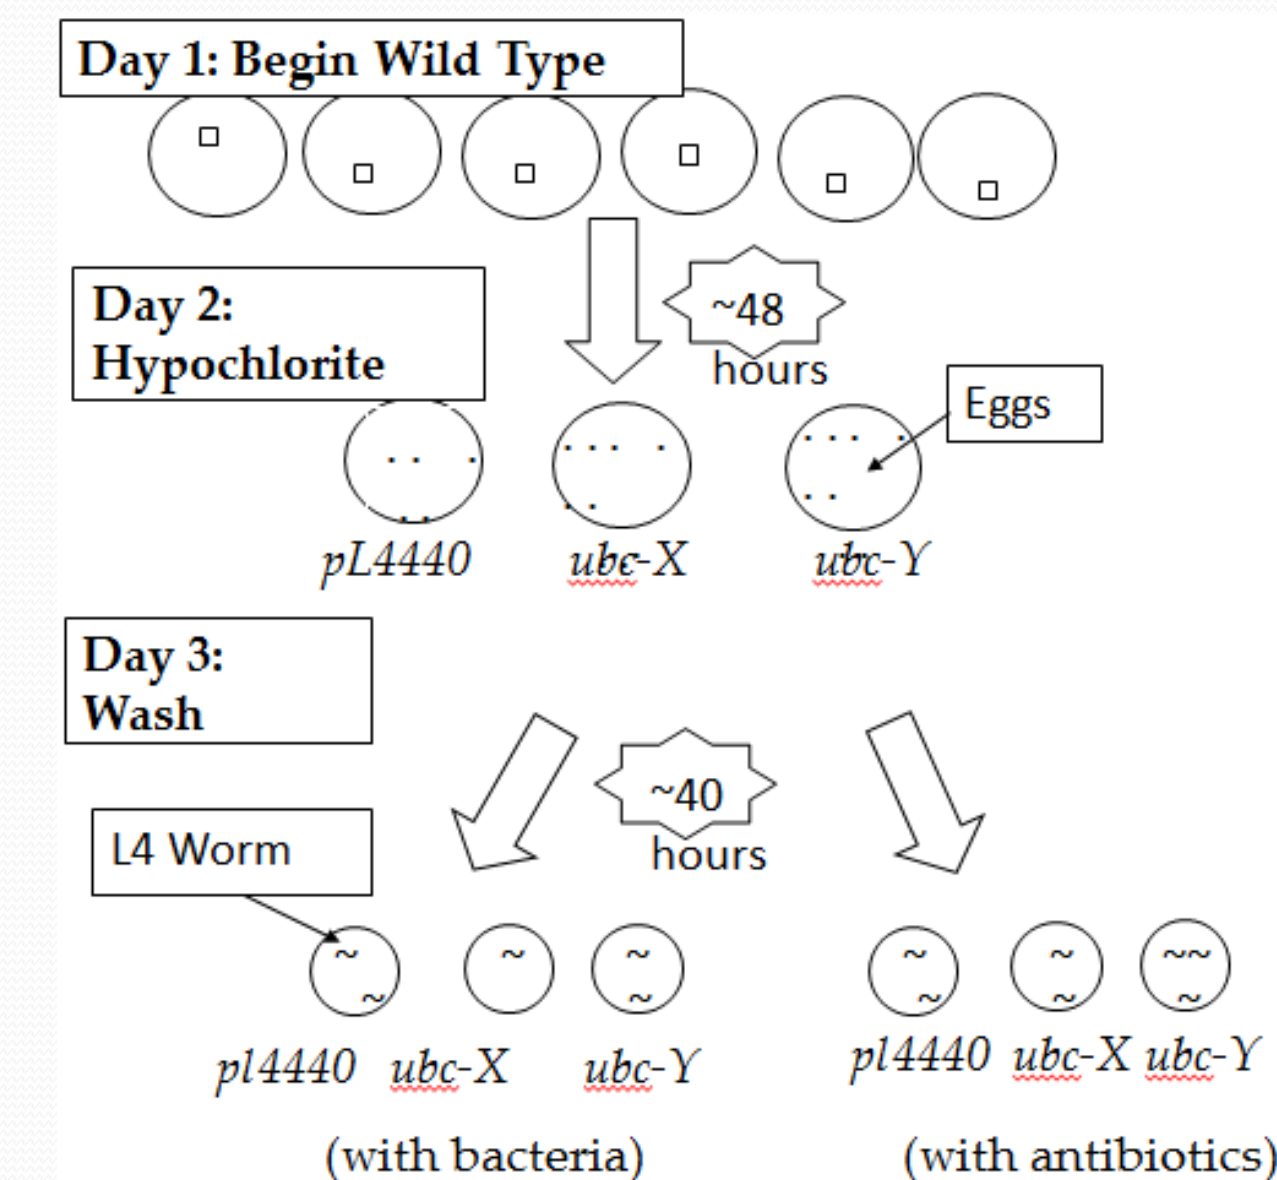 Day 1: Begin Wild Type
~48
hours
Day 2:
Hypochlorite
Eggs
pL4440 ubc-X ubc-Y
Day 3:
Wash
~40
hours
L4 Worm
~ ~ ~ ~ ~ ~~
~ ~ ~ ~ ~
pl4440 ubc-X ubc-Y pl4440 ubc-X ubc-Y
(with bacteria) (with antibiotics)